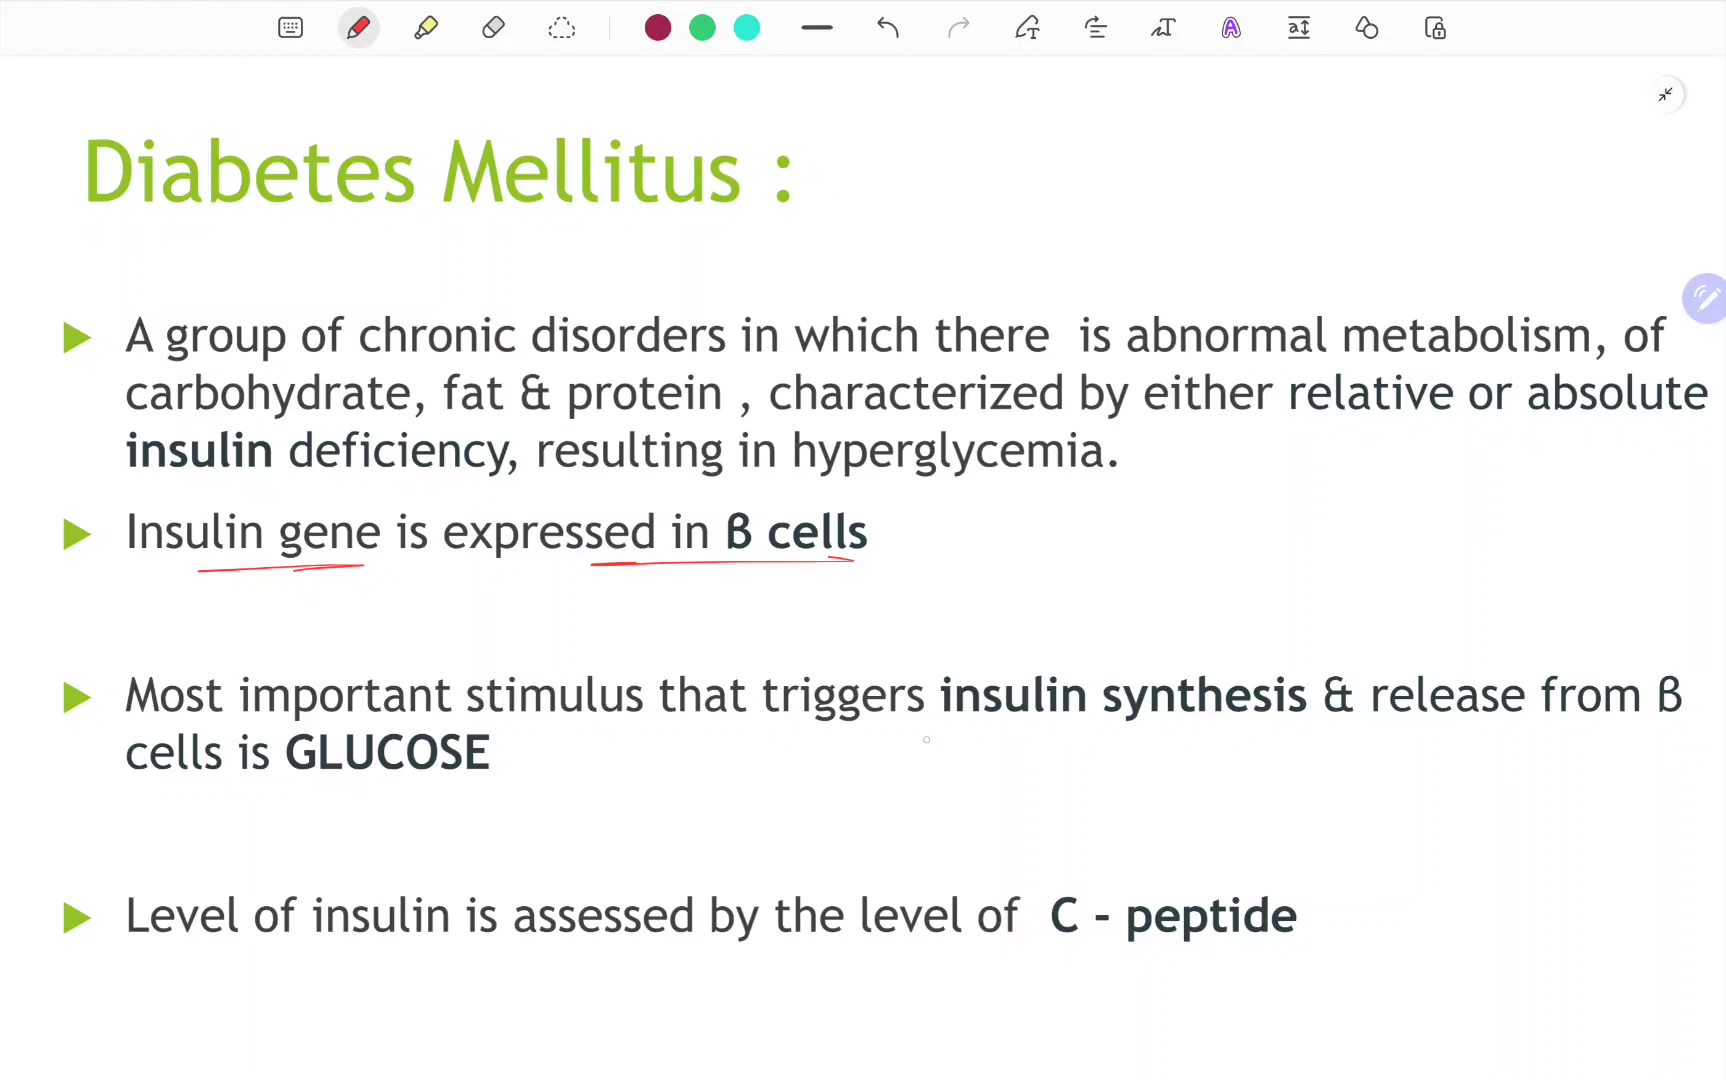 Diabetes Mellitus :
A group of chronic disorders in which there is abnormal metabolism, of
carbohydrate, fat & protein , characterized by either relative or absolute
insulin deficiency, resulting in hyperglycemia.
Insulin gene is expressed in ß cells
Most important stimulus that triggers insulin synthesis & release from ß
cells is GLUCOSE
Level of insulin is assessed by the level of C - peptide